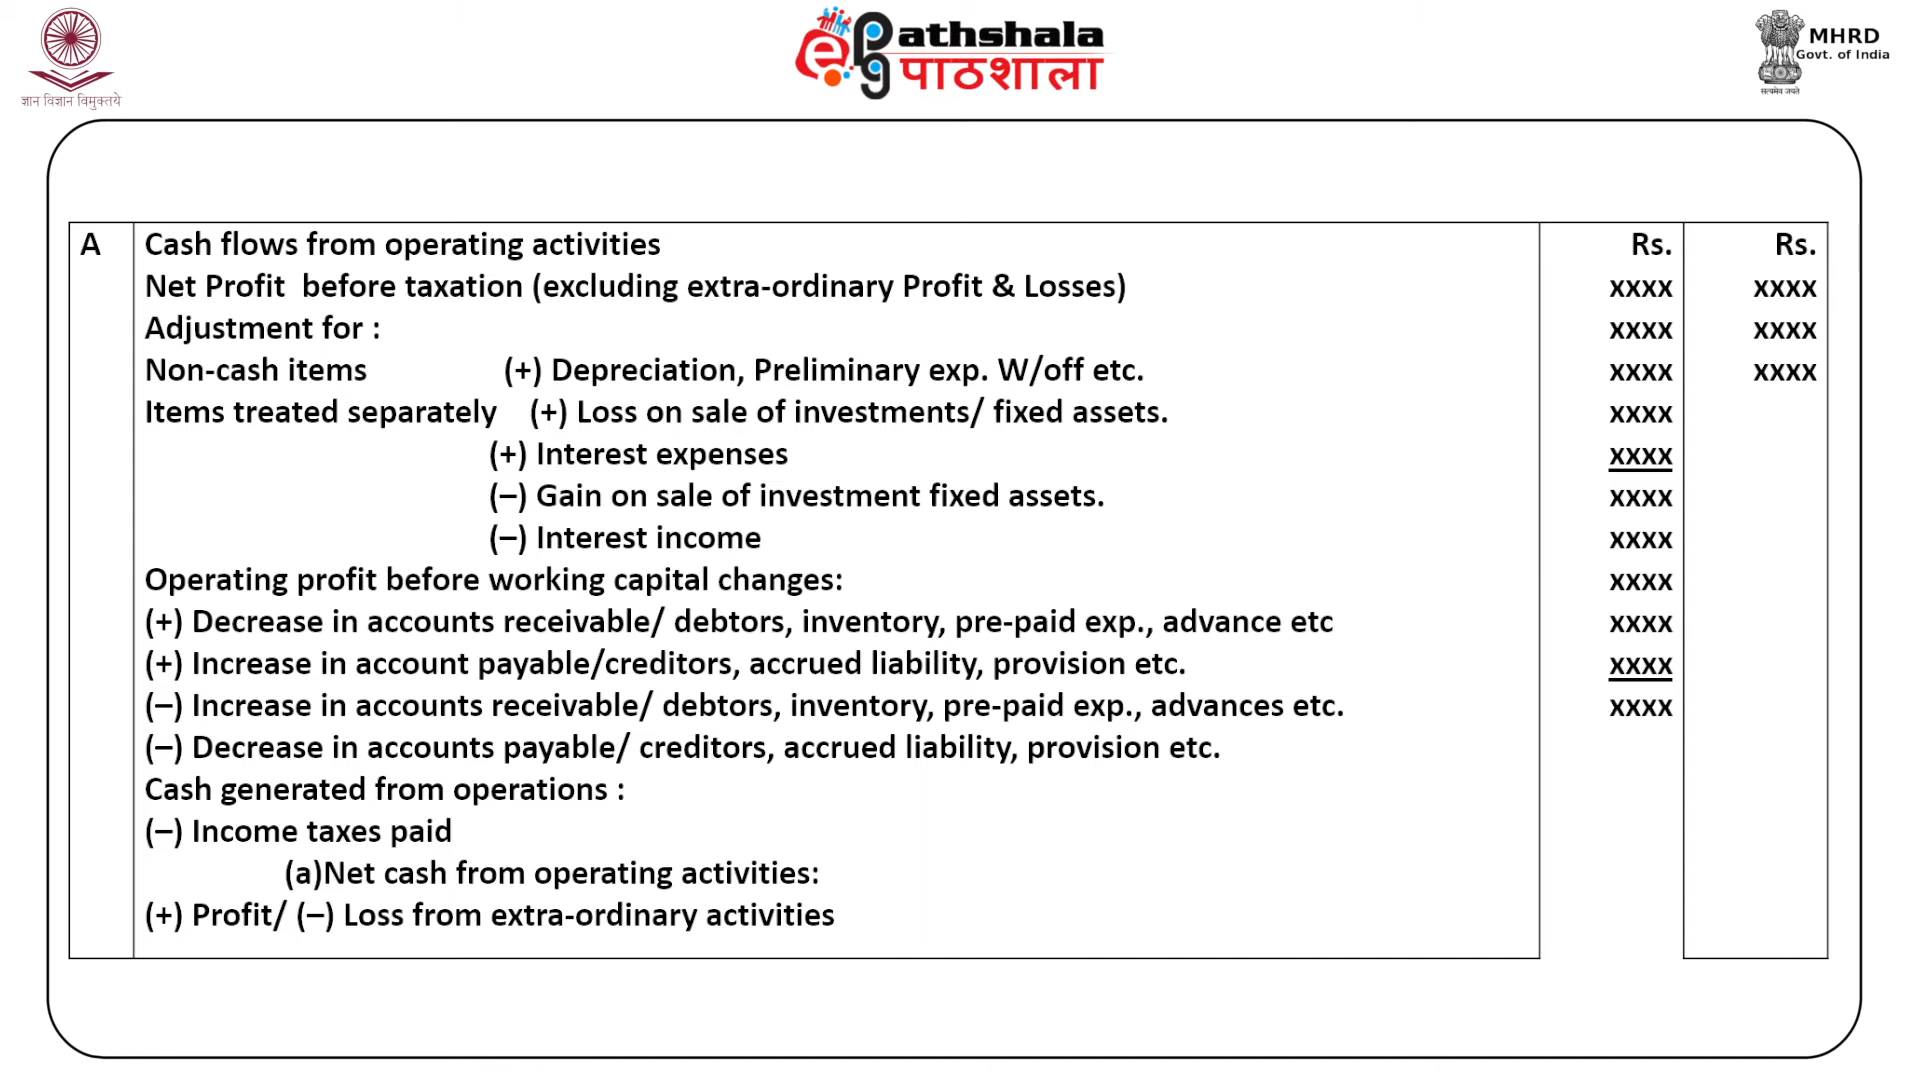 ज्ञान विज्ञान विमुक्तये
ePg Pathshala
पाठशाला
MHRD
Govt. of India
सत्यमेव जयते
A Cash flows from operating activities Rs. Rs.
Net Profit before taxation (excluding extra-ordinary Profit & Losses) xxxx xxxx
Adjustment for : xxxx xxxx
Non-cash items (+) Depreciation, Preliminary exp. W/off etc. xxxx xxxx
Items treated separately (+) Loss on sale of investments/ fixed assets. xxxx
(+) Interest expenses xxxx
(–) Gain on sale of investment fixed assets. xxxx
(–) Interest income xxxx
Operating profit before working capital changes: xxxx
(+) Decrease in accounts receivable/ debtors, inventory, pre-paid exp., advance etc xxxx
(+) Increase in account payable/creditors, accrued liability, provision etc. xxxx
(–) Increase in accounts receivable/ debtors, inventory, pre-paid exp., advances etc. xxxx
(–) Decrease in accounts payable/ creditors, accrued liability, provision etc.
Cash generated from operations :
(–) Income taxes paid
(a)Net cash from operating activities:
(+) Profit/ (–) Loss from extra-ordinary activities